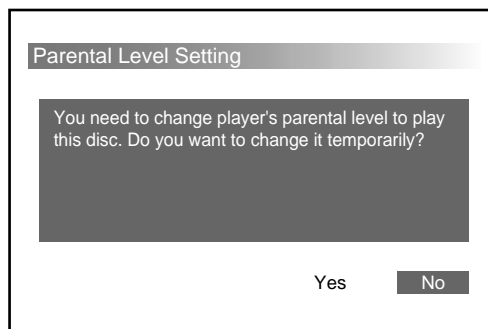 Parental Level Setting
You need to change player's parental level to play
this disc. Do you want to change it temporarily?
Yes No